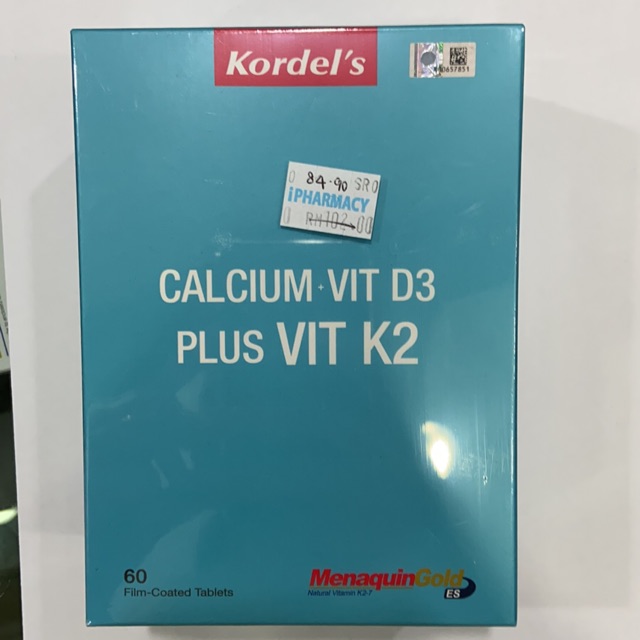 Kordel's
84.90 SRO
iPHARMACY
RM102.00
CALCIUM + VIT D3
PLUS VIT K2
60
Film-Coated Tablets
MenaquinGold
Natural Vitamin K2-7
ES